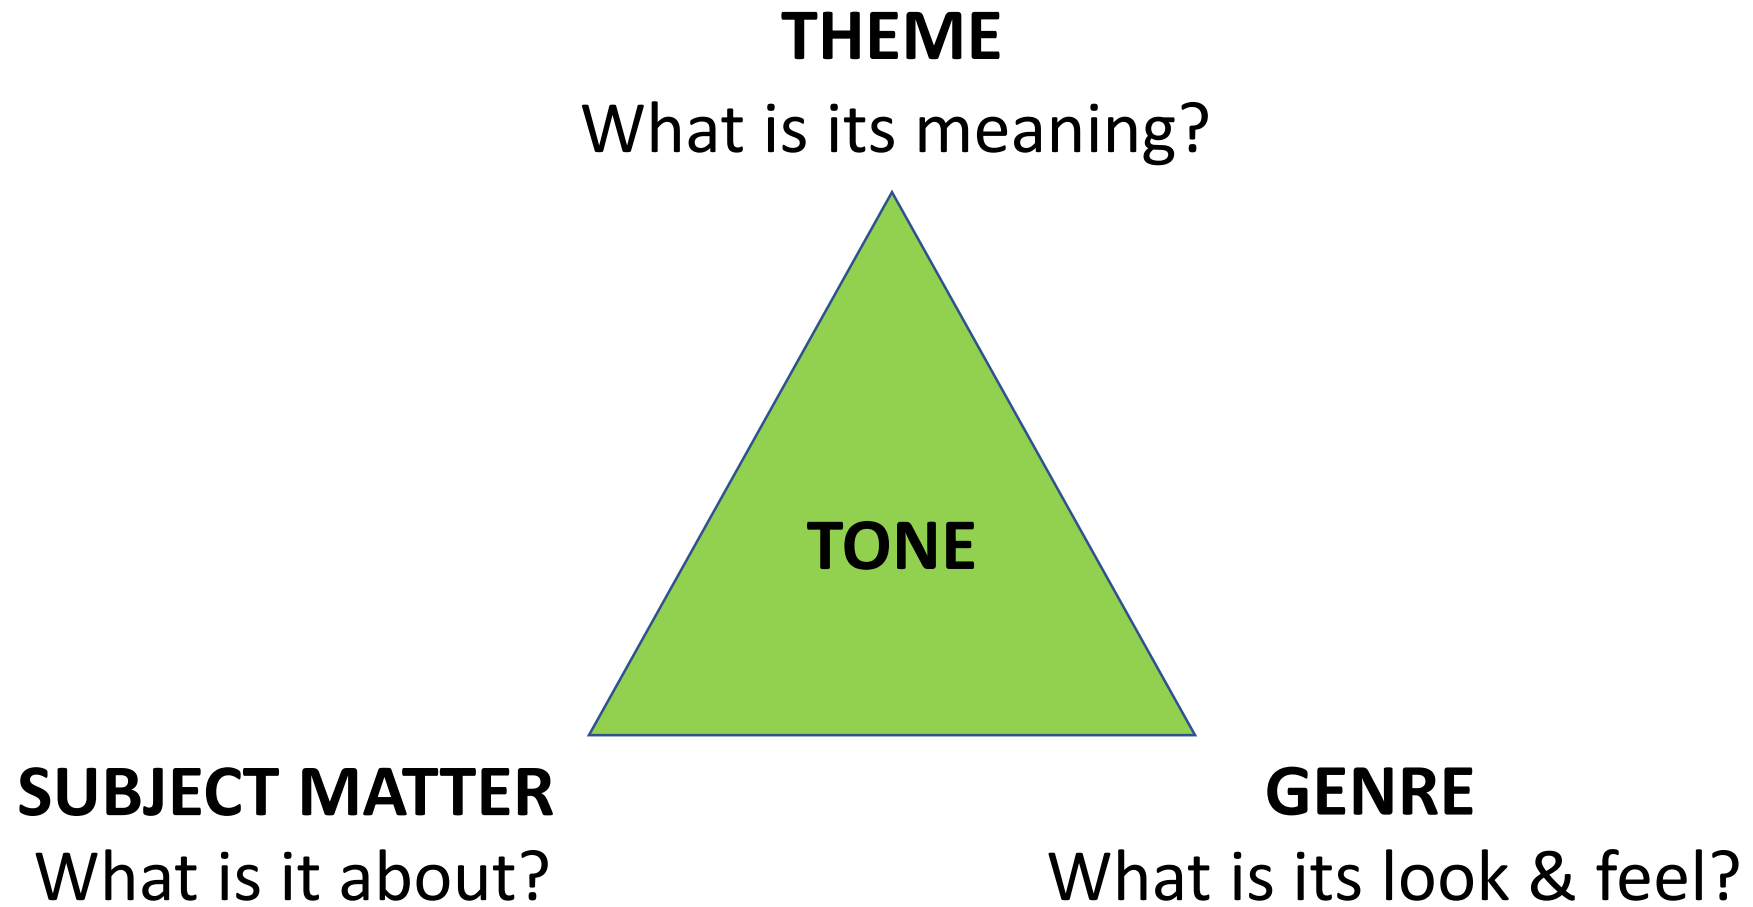 THEME
What is its meaning?
TONE
SUBJECT MATTER
What is it about?
GENRE
What is its look & feel?